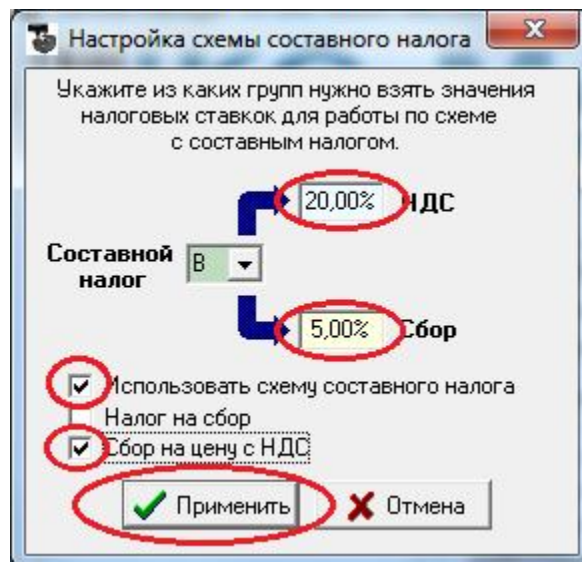 Настройка схемы составного налога
Укажите из каких групп нужно взять значения
налоговых ставкок для работы по схеме
с составным налогом.
20,00% НДС
Составной
налог
В
5,00% Сбор
Использовать схему составного налога
Налог на сбор
Сбор на цену с НДС
Применить
Отмена